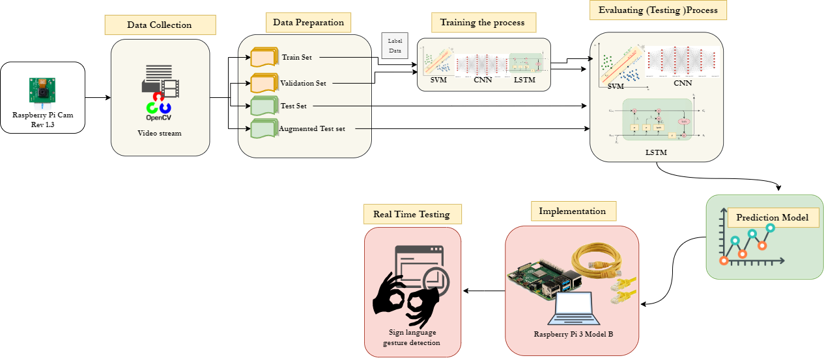 Data Collection
Data Preparation
Training the process
Evaluating (Testing )Process
Label
Data
Train Set
Validation Set
Test Set
Augmented Test set
SVM
CNN
LSTM
SVM
CNN
LSTM
Raspberry Pi Cam
Rev 1.3
OpenCV
Video stream
Prediction Model
Real Time Testing
Implementation
Sign language
gesture detection
Raspberry Pi 3 Model B